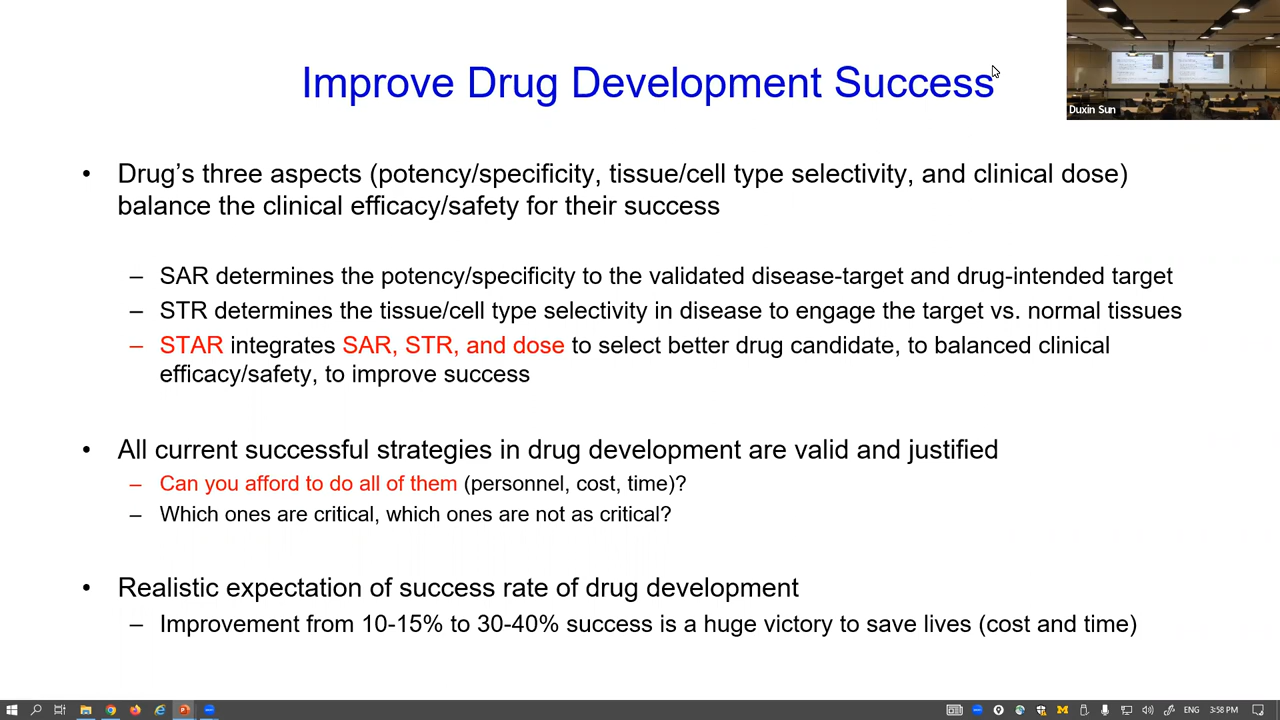 Improve Drug Development Success
Duxin Sun
• Drug's three aspects (potency/specificity, tissue/cell type selectivity, and clinical dose)
balance the clinical efficacy/safety for their success
– SAR determines the potency/specificity to the validated disease-target and drug-intended target
– STR determines the tissue/cell type selectivity in disease to engage the target vs. normal tissues
– STAR integrates SAR, STR, and dose to select better drug candidate, to balanced clinical
efficacy/safety, to improve success
• All current successful strategies in drug development are valid and justified
– Can you afford to do all of them (personnel, cost, time)?
– Which ones are critical, which ones are not as critical?
• Realistic expectation of success rate of drug development
– Improvement from 10-15% to 30-40% success is a huge victory to save lives (cost and time)
ENG 3:58 PM